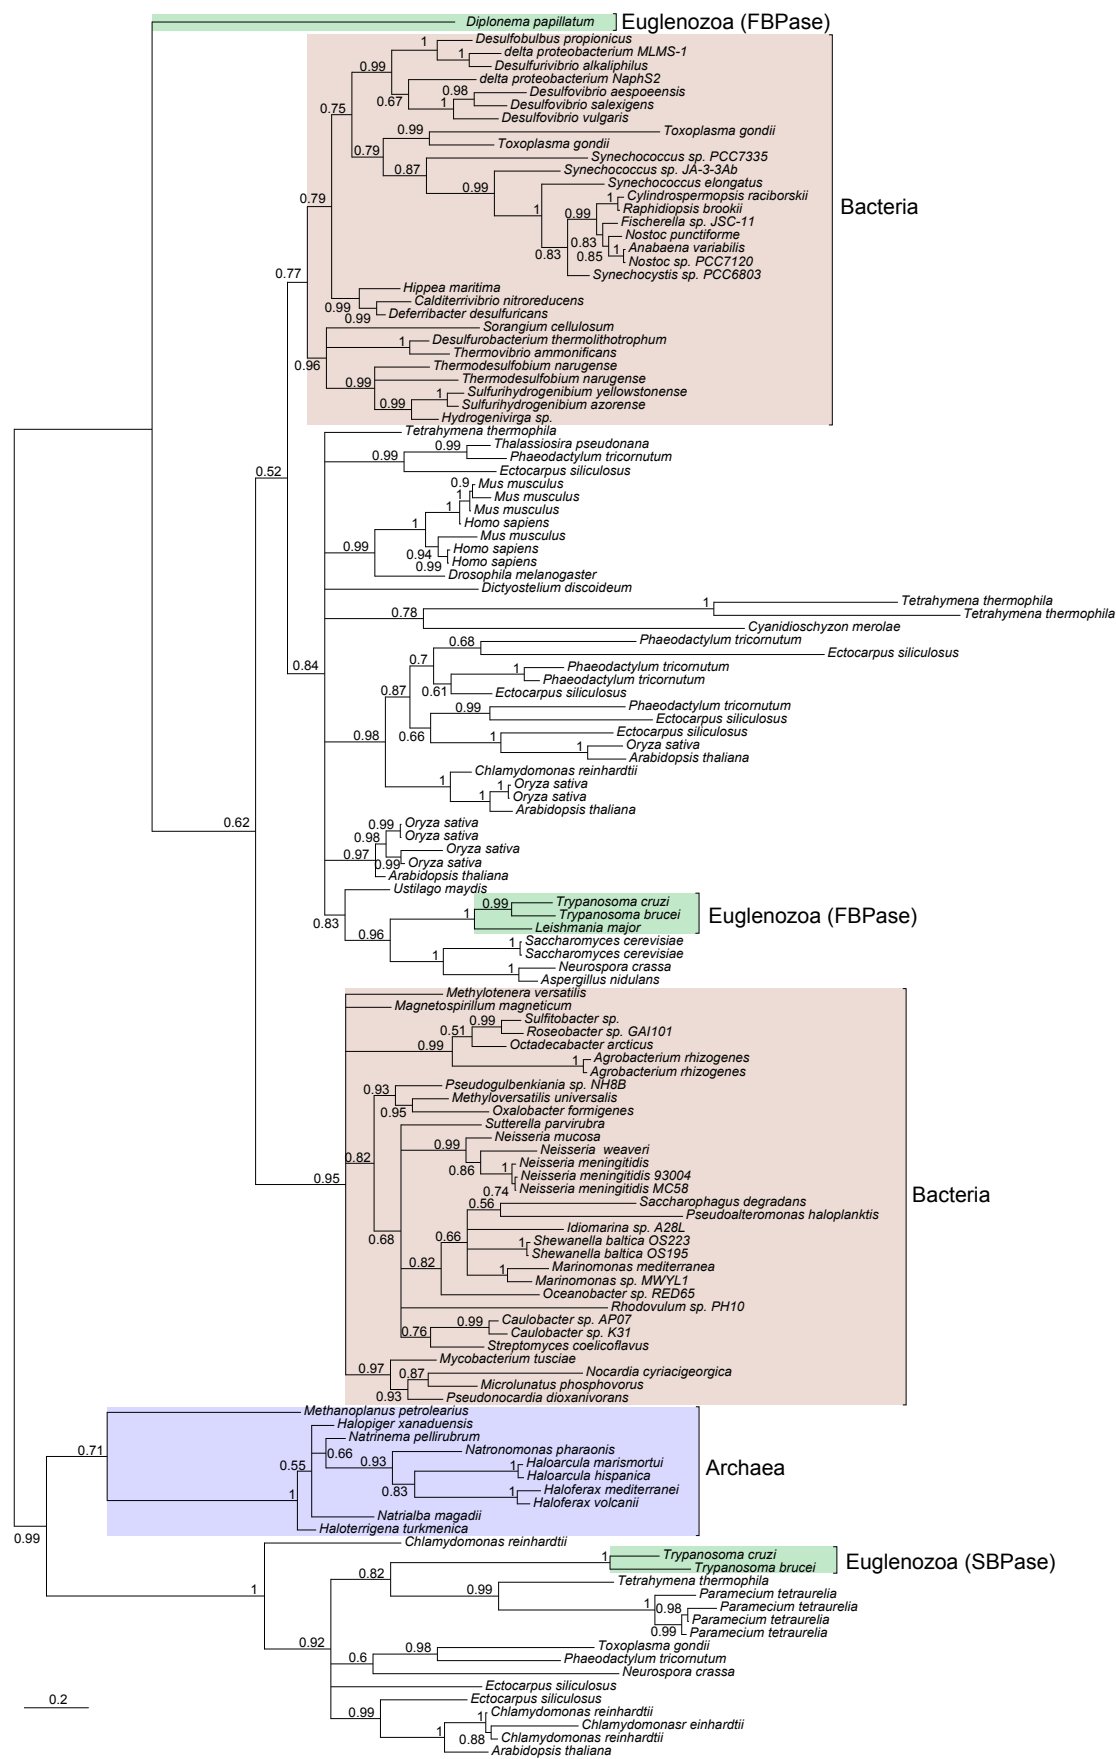 Diplonema papillatum
Euglenozoa (FBPase)
Desulfobulbus propionicus
1
delta proteobacterium MLMS-1
1
Desulfurivibrio alkaliphilus
0.99
delta proteobacterium NaphS2
0.98
Desulfovibrio aespoeensis
0.67
1
Desulfovibrio salexigens
0.75
Desulfovibrio vulgaris
0.99
Toxoplasma gondii
Toxoplasma gondii
0.79
Synechococcus sp. PCC7335
0.87
Synechococcus sp. JA-3-3Ab
0.99
Synechococcus elongatus
0.79
1
Cylindrospermopsis raciborskii
Raphidiopsis brookii
Bacteria
1
0.99
Fischerella sp. JSC-11
Nostoc punctiforme
0.83
1
Anabaena variabilis
0.83
0.85
Nostoc sp. PCC7120
0.77
Synechocystis sp. PCC6803
Hippea maritima
Calditerrivibrio nitroreducens
0.99
0.99
Deferribacter desulfuricans
Sorangium cellulosum
1
Desulfurobacterium thermolithotrophum
Thermovibrio ammonificans
0.96
Thermodesulfobium narugense
0.99
Thermodesulfobium narugense
1
Sulfurihydrogenibium yellowstonense
0.99
Sulfurihydrogenibium azorense
Hydrogenivirga sp.
Tetrahymena thermophila
0.99
Thalassiosira pseudonana
0.99
Phaeodactylum tricornutum
0.52
Ectocarpus siliculosus
0.9
Mus musculus
1
Mus musculus
1
Mus musculus
1
Homo sapiens
Mus musculus
0.99
0.94
Homo sapiens
0.99
Homo sapiens
Drosophila melanogaster
Dictyostelium discoideum
1
Tetrahymena thermophila
0.78
Tetrahymena thermophila
Cyanidioschyzon merolae
0.68
Phaeodactylum tricornutum
0.7
Ectocarpus siliculosus
0.84
1
Phaeodactylum tricornutum
Phaeodactylum tricornutum
0.87
0.61
Ectocarpus siliculosus
0.99
Phaeodactylum tricornutum
Ectocarpus siliculosus
0.98
0.66
1
Ectocarpus siliculosus
1
Oryza sativa
Arabidopsis thaliana
Chlamydomonas reinhardtii
1
1
Oryza sativa
1
Oryza sativa
Arabidopsis thaliana
0.62
0.99
Oryza sativa
0.98
Oryza sativa
0.97
Oryza sativa
0.99
Oryza sativa
Arabidopsis thaliana
Ustilago maydis
0.99
Trypanosoma cruzi
0.83
1
Trypanosoma brucei
Euglenozoa (FBPase)
Leishmania major
0.96
1
Saccharomyces cerevisiae
1
Saccharomyces cerevisiae
1
Neurospora crassa
Aspergillus nidulans
Methylotenera versatilis
Magnetospirillum magneticum
0.99
Sulfitobacter sp.
0.51
Roseobacter sp. GAI101
0.99
Octadecabacter arcticus
1
Agrobacterium rhizogenes
Agrobacterium rhizogenes
0.93
Pseudogulbenkiania sp. NH8B
0.95
Methyloversatilis universalis
Oxalobacter formigenes
Sutterella parvirubra
0.99
Neisseria mucosa
0.82
Neisseria weaveri
0.86
1
Neisseria meningitidis
0.95
Neisseria meningitidis 93004
0.74
Neisseria meningitidis MC58
Bacteria
0.56
Saccharophagus degradans
Pseudoalteromonas haloplanktis
0.68
0.66
Idiomarina sp. A28L
1
Shewanella baltica OS223
Shewanella baltica OS195
0.82
1
Marinomonas mediterranea
Marinomonas sp. MWYL1
Oceanobacter sp. RED65
Rhodovulum sp. PH10
0.99
Caulobacter sp. AP07
0.76
Caulobacter sp. K31
Streptomyces coelicoflavus
0.97
Mycobacterium tusciae
0.87
Nocardia cyriacigeorgica
0.93
Microlunatus phosphovorus
Pseudonocardia dioxanivorans
Methanoplanus petrolearius
Halopiger xanaduensis
Natrinema pellirubrum
0.71
0.66
Natronomonas pharaonis
0.55
0.93
1
Haloarcula marismortui
Archaea
Haloarcula hispanica
0.83
1
Haloferax mediterranei
1
Haloferax volcanii
Natrialba magadii
0.99
Haloterrigena turkmenica
Chlamydomonas reinhardtii
1
Trypanosoma cruzi
Euglenozoa (SBPase)
0.82
Trypanosoma brucei
Tetrahymena thermophila
1
0.99
Paramecium tetraurelia
1
0.98
Paramecium tetraurelia
Paramecium tetraurelia
0.99
Paramecium tetraurelia
0.92
0.98
Toxoplasma gondii
0.6
Phaeodactylum tricornutum
Neurospora crassa
Ectocarpus siliculosus
0.2
Ectocarpus siliculosus
0.99
1
Chlamydomonas reinhardtii
Chlamydomonasr einhardtii
1
0.88
Chlamydomonas reinhardtii
Arabidopsis thaliana